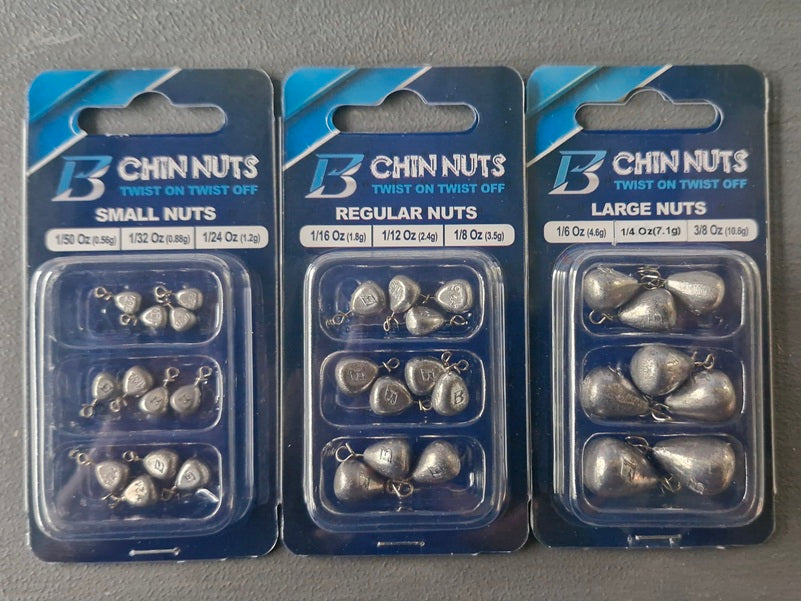 B CHIN NUTS
TWIST ON TWIST OFF
SMALL NUTS
1/50 Oz (0.56g) 1/32 Oz (0.88g) 1/24 Oz (1.2g)
B CHIN NUTS
TWIST ON TWIST OFF
REGULAR NUTS
1/16 Oz (1.8g) 1/12 Oz (2.4g) 1/8 Oz (3.5g)
B CHIN NUTS
TWIST ON TWIST OFF
LARGE NUTS
1/6 Oz (4.6g) 1/4 Oz(7.1g) 3/8 Oz (10.6g)